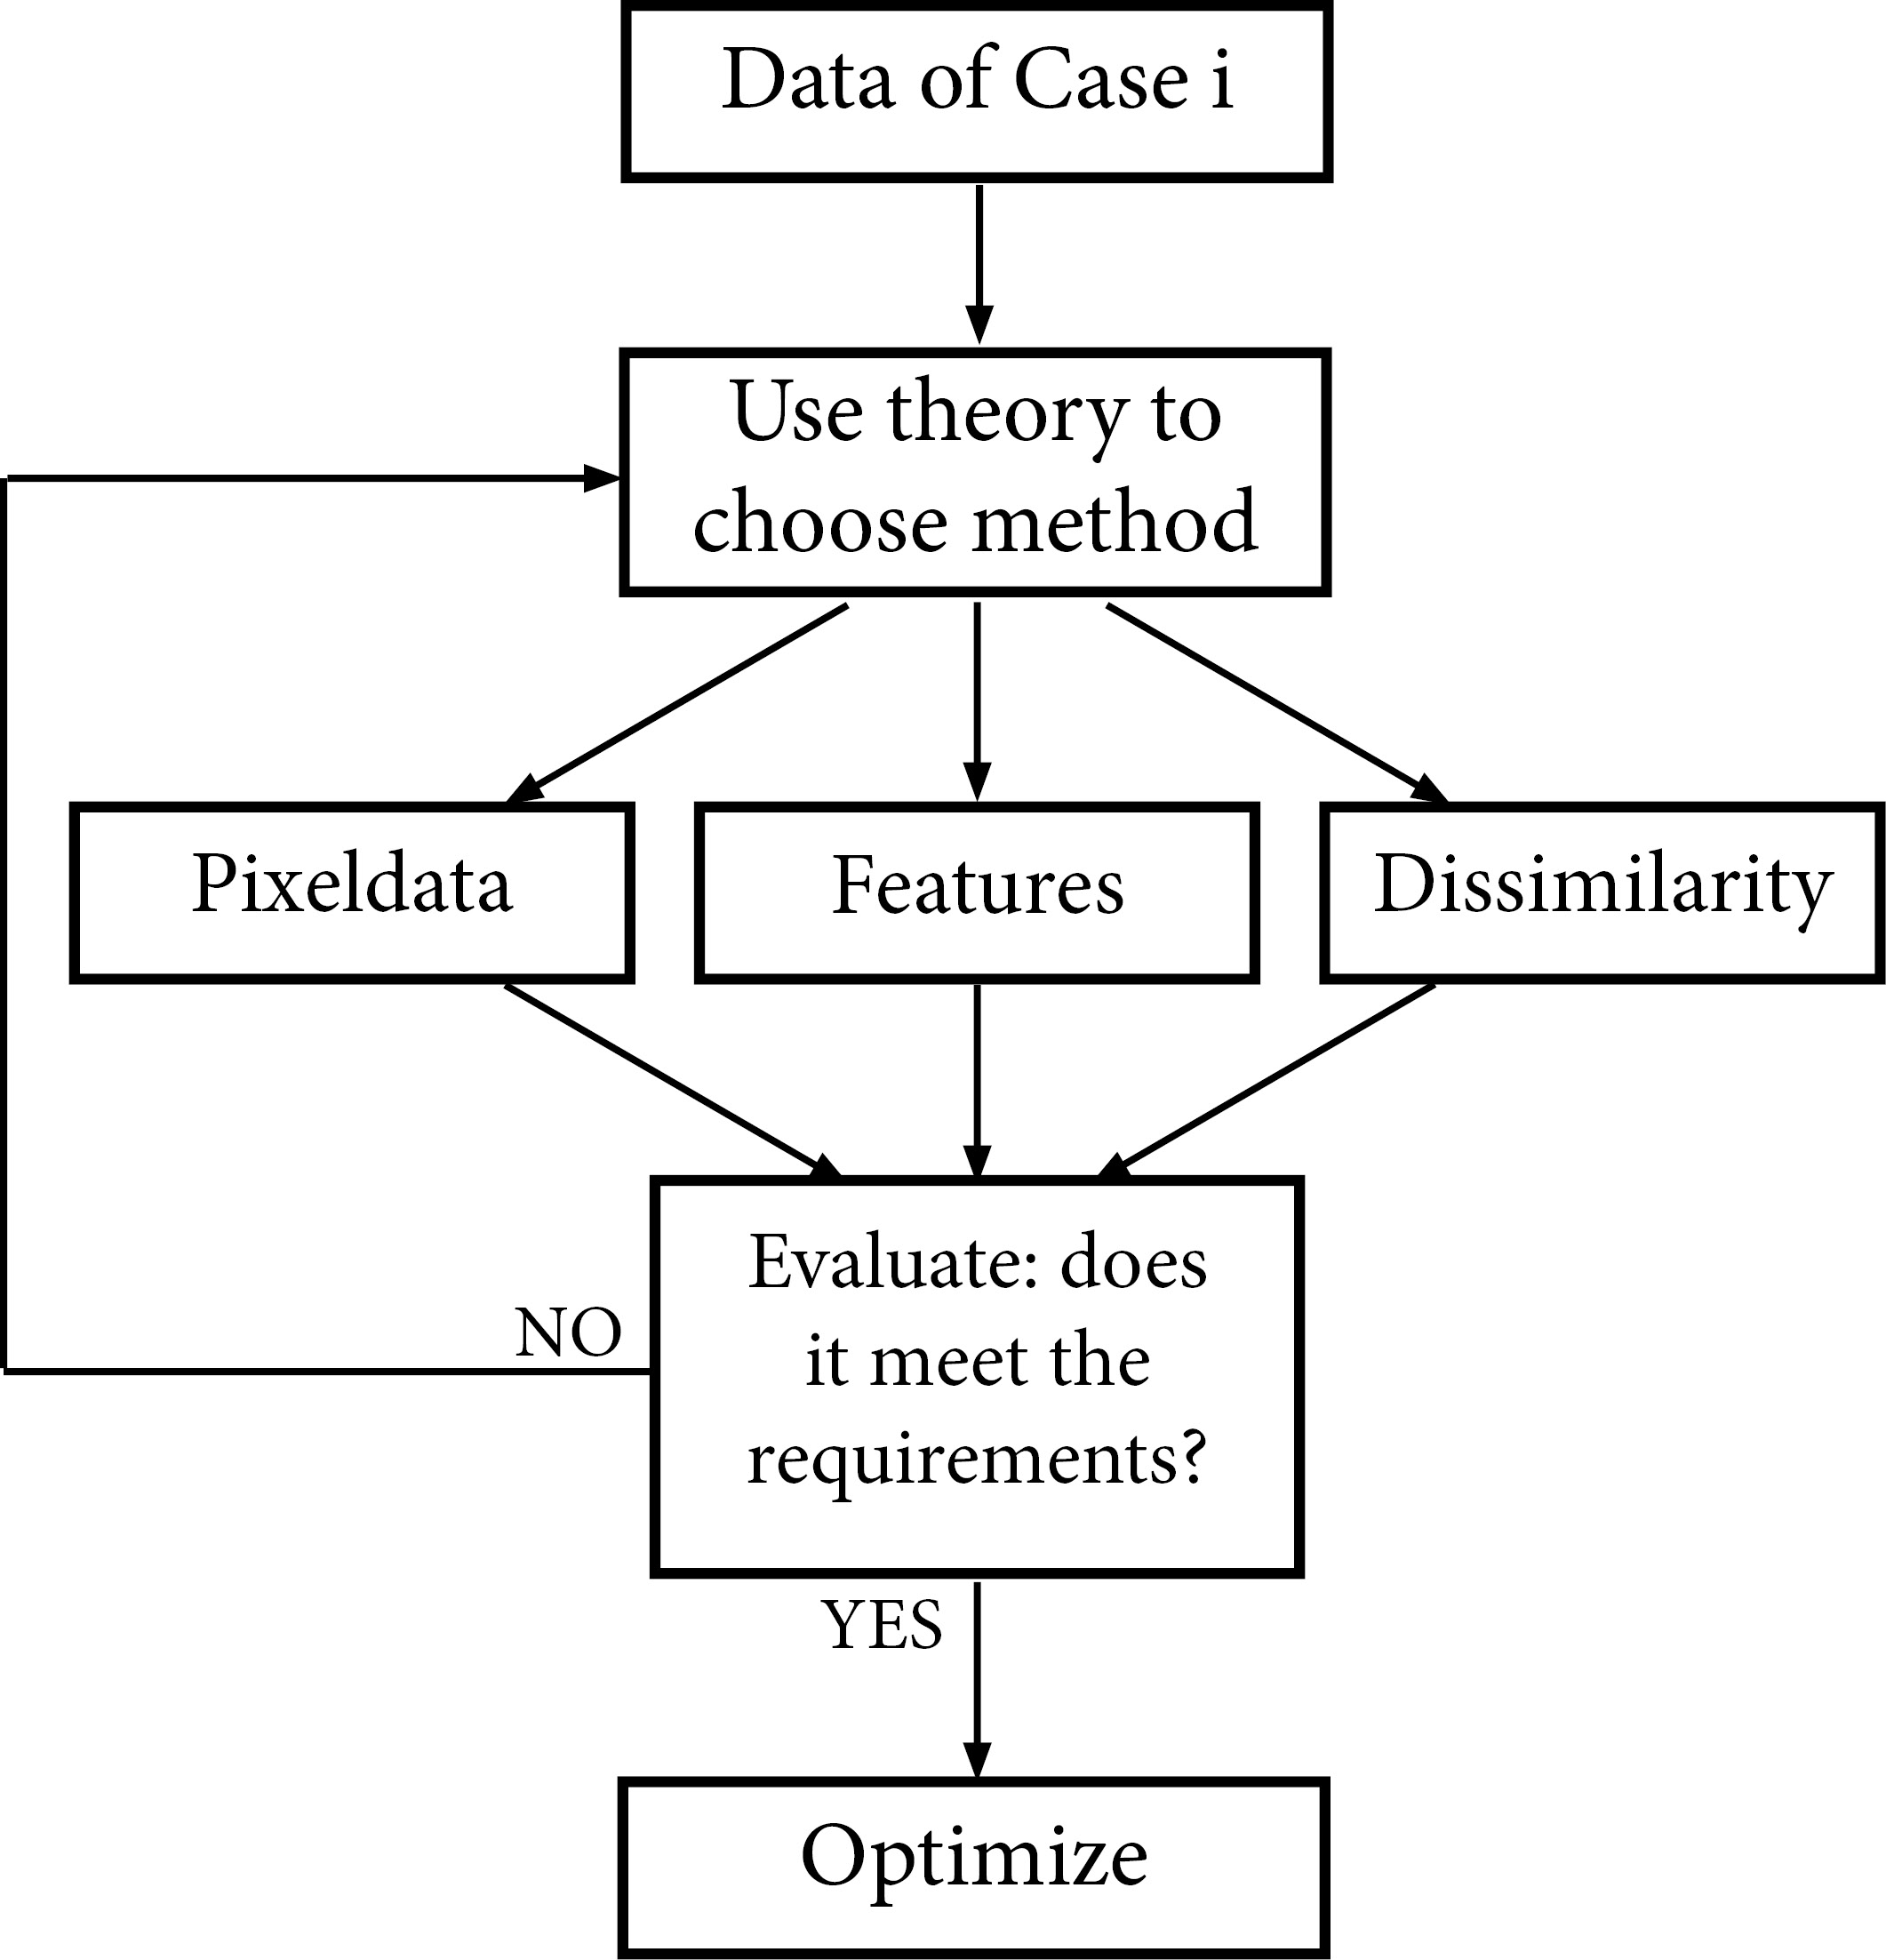 Data of Case i
Use theory to
choose method
Pixeldata
Features
Dissimilarity
Evaluate: does
it meet the
requirements?
NO
YES
Optimize